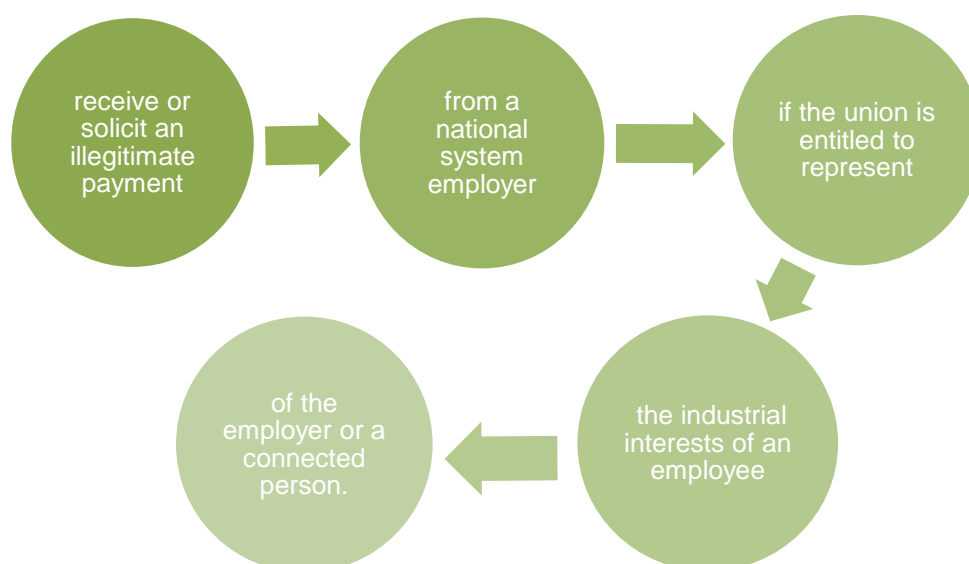 receive or
solicit an
illegitimate
payment
from a
national
system
employer
if the union is
entitled to
represent
the industrial
interests of an
employee
of the
employer or a
connected
person.